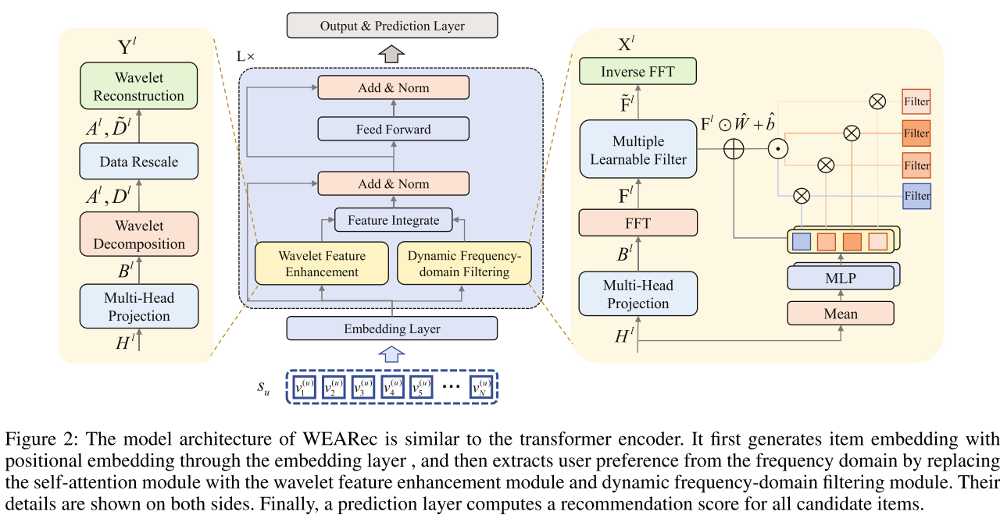 Output & Prediction Layer
L×
Add & Norm
Feed Forward
Add & Norm
Feature Integrate
Wavelet Feature
Enhancement
Dynamic Frequency-
domain Filtering
Embedding Layer
s_u
v_1^{(u)} v_2^{(u)} v_3^{(u)} v_4^{(u)} v_5^{(u)} ··· v_N^{(u)}
Y^l
Wavelet
Reconstruction
A^l, D̃^l
Data Rescale
A^l, D^l
Wavelet
Decomposition
B^l
Multi-Head
Projection
H^l
X^l
Inverse FFT
F̃^l
Multiple
Learnable Filter
F^l
FFT
B^l
Multi-Head
Projection
H^l
F^l ⊙ Ŵ + b̂
Filter
Filter
Filter
Filter
MLP
Mean
Figure 2: The model architecture of WEARec is similar to the transformer encoder. It first generates item embedding with
positional embedding through the embedding layer , and then extracts user preference from the frequency domain by replacing
the self-attention module with the wavelet feature enhancement module and dynamic frequency-domain filtering module. Their
details are shown on both sides. Finally, a prediction layer computes a recommendation score for all candidate items.